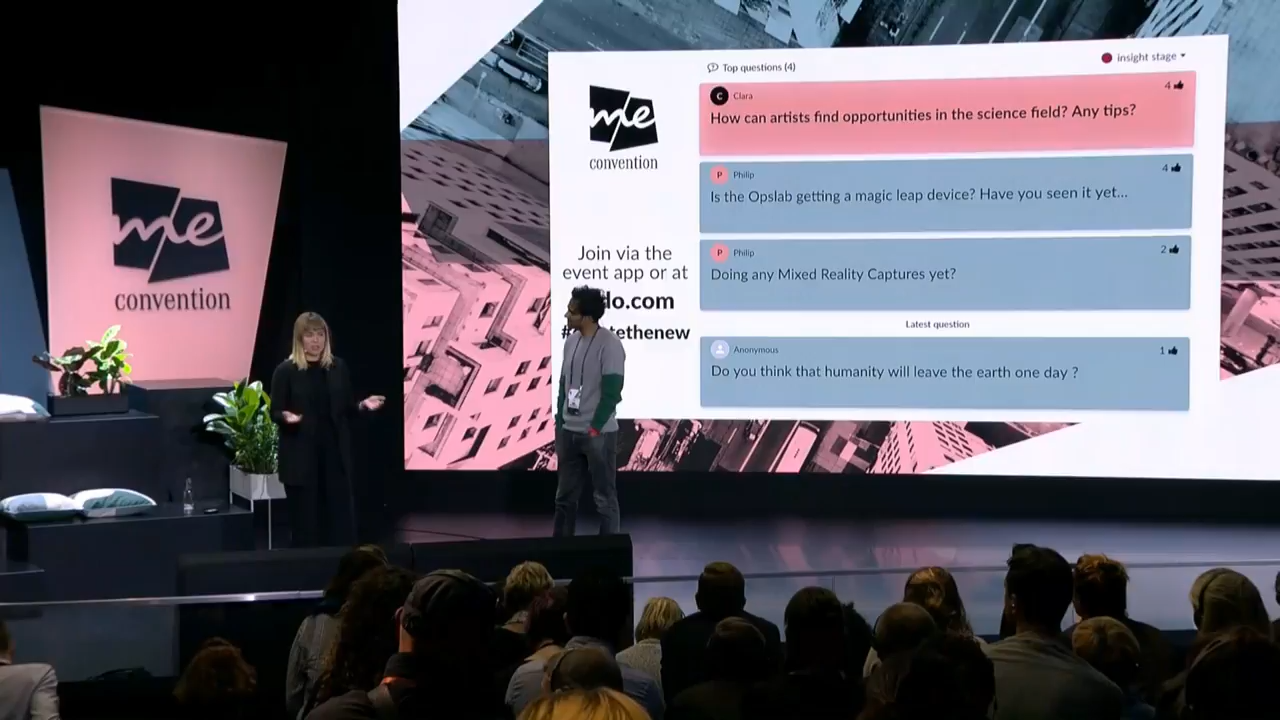 me
convention
me
convention
Join via the
event app or at
do.com
tethenew
Top questions (4)
insight stage
C
Clara
4
How can artists find opportunities in the science field? Any tips?
P
Philip
4
Is the Opslab getting a magic leap device? Have you seen it yet...
P
Philip
2
Doing any Mixed Reality Captures yet?
Latest question
Anonymous
1
Do you think that humanity will leave the earth one day ?